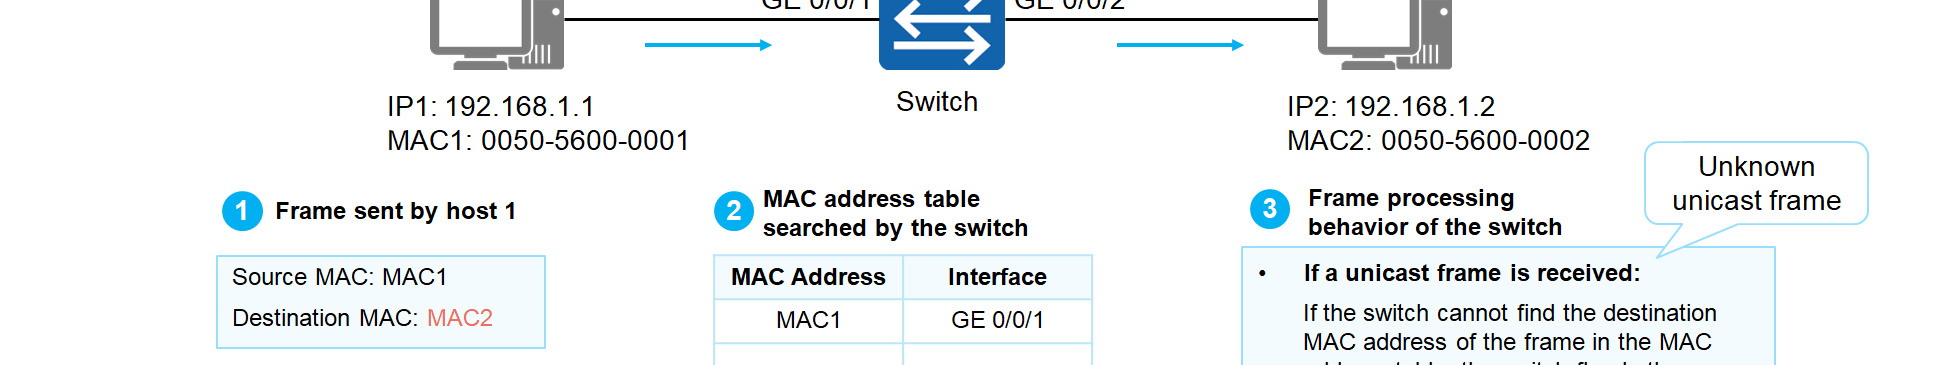 GE 0/0/1
GE 0/0/2
IP1: 192.168.1.1
MAC1: 0050-5600-0001
Switch
IP2: 192.168.1.2
MAC2: 0050-5600-0002
Unknown
unicast frame
1
Frame sent by host 1
Source MAC: MAC1
Destination MAC: MAC2
2
MAC address table
searched by the switch
MAC Address
Interface
MAC1
GE 0/0/1
3
Frame processing
behavior of the switch
• If a unicast frame is received:
If the switch cannot find the destination
MAC address of the frame in the MAC